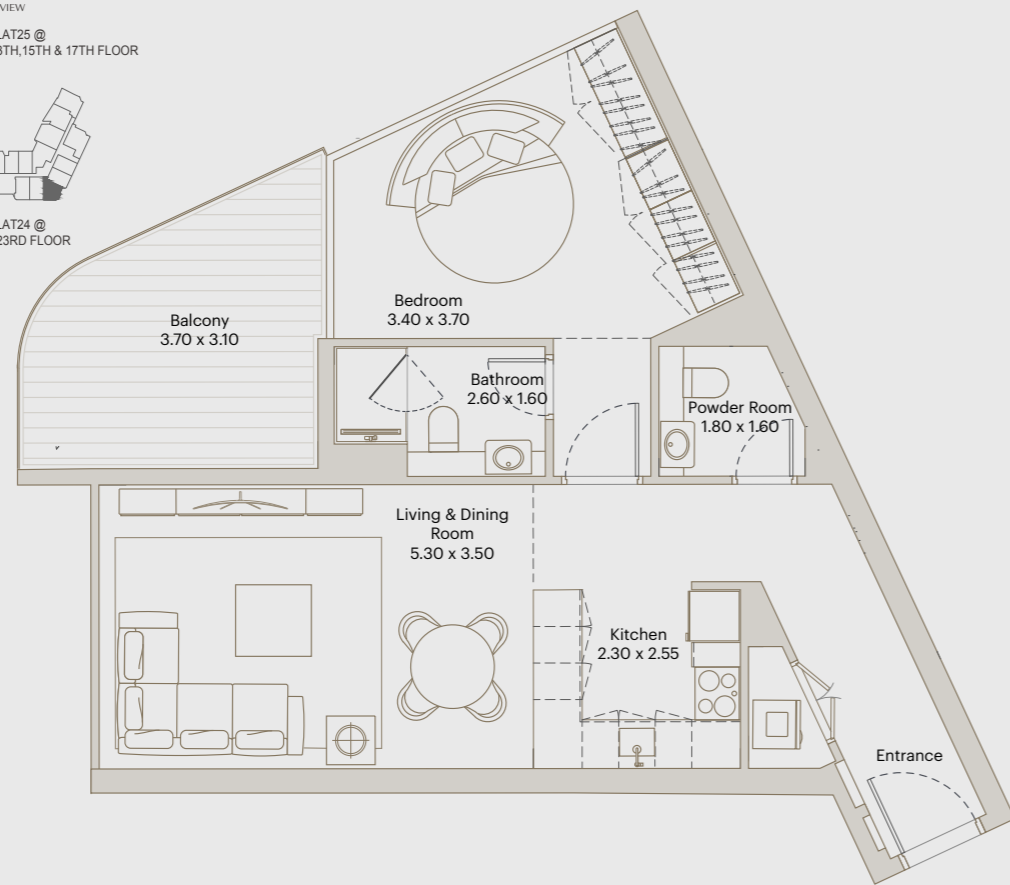 VIEW
LAT25 @
8TH,15TH & 17TH FLOOR
LAT24 @
23RD FLOOR
Bedroom
3.40 x 3.70
Balcony
3.70 x 3.10
Bathroom
2.60 x 1.60
Powder Room
1.80 x 1.60
Living & Dining
Room
5.30 x 3.50
Kitchen
2.30 x 2.55
Entrance